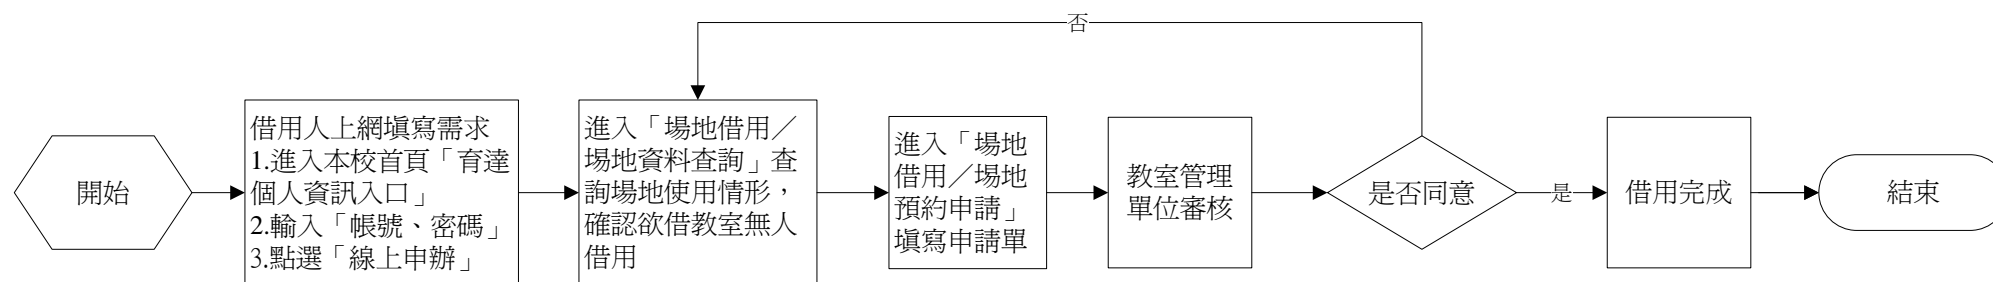 否
開始
借用人上網填寫需求
1.進入本校首頁「育達
個人資訊入口」
2.輸入「帳號、密碼」
3.點選「線上申辦」
進入「場地借用／
場地資料查詢」查
詢場地使用情形，
確認欲借教室無人
借用
進入「場地
借用／場地
預約申請」
填寫申請單
教室管理
單位審核
是否同意
是
借用完成
結束